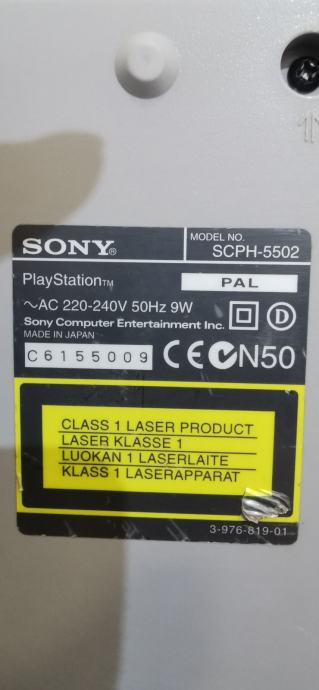 SONY®
MODEL NO.
SCPH-5502
PlayStation™
PAL
~AC 220-240V 50Hz 9W
Sony Computer Entertainment Inc.
D
MADE IN JAPAN
C6155009
CE N50
CLASS 1 LASER PRODUCT
LASER KLASSE 1
LUOKAN 1 LASERLAITE
KLASS 1 LASERAPPARAT
3-976-819-01